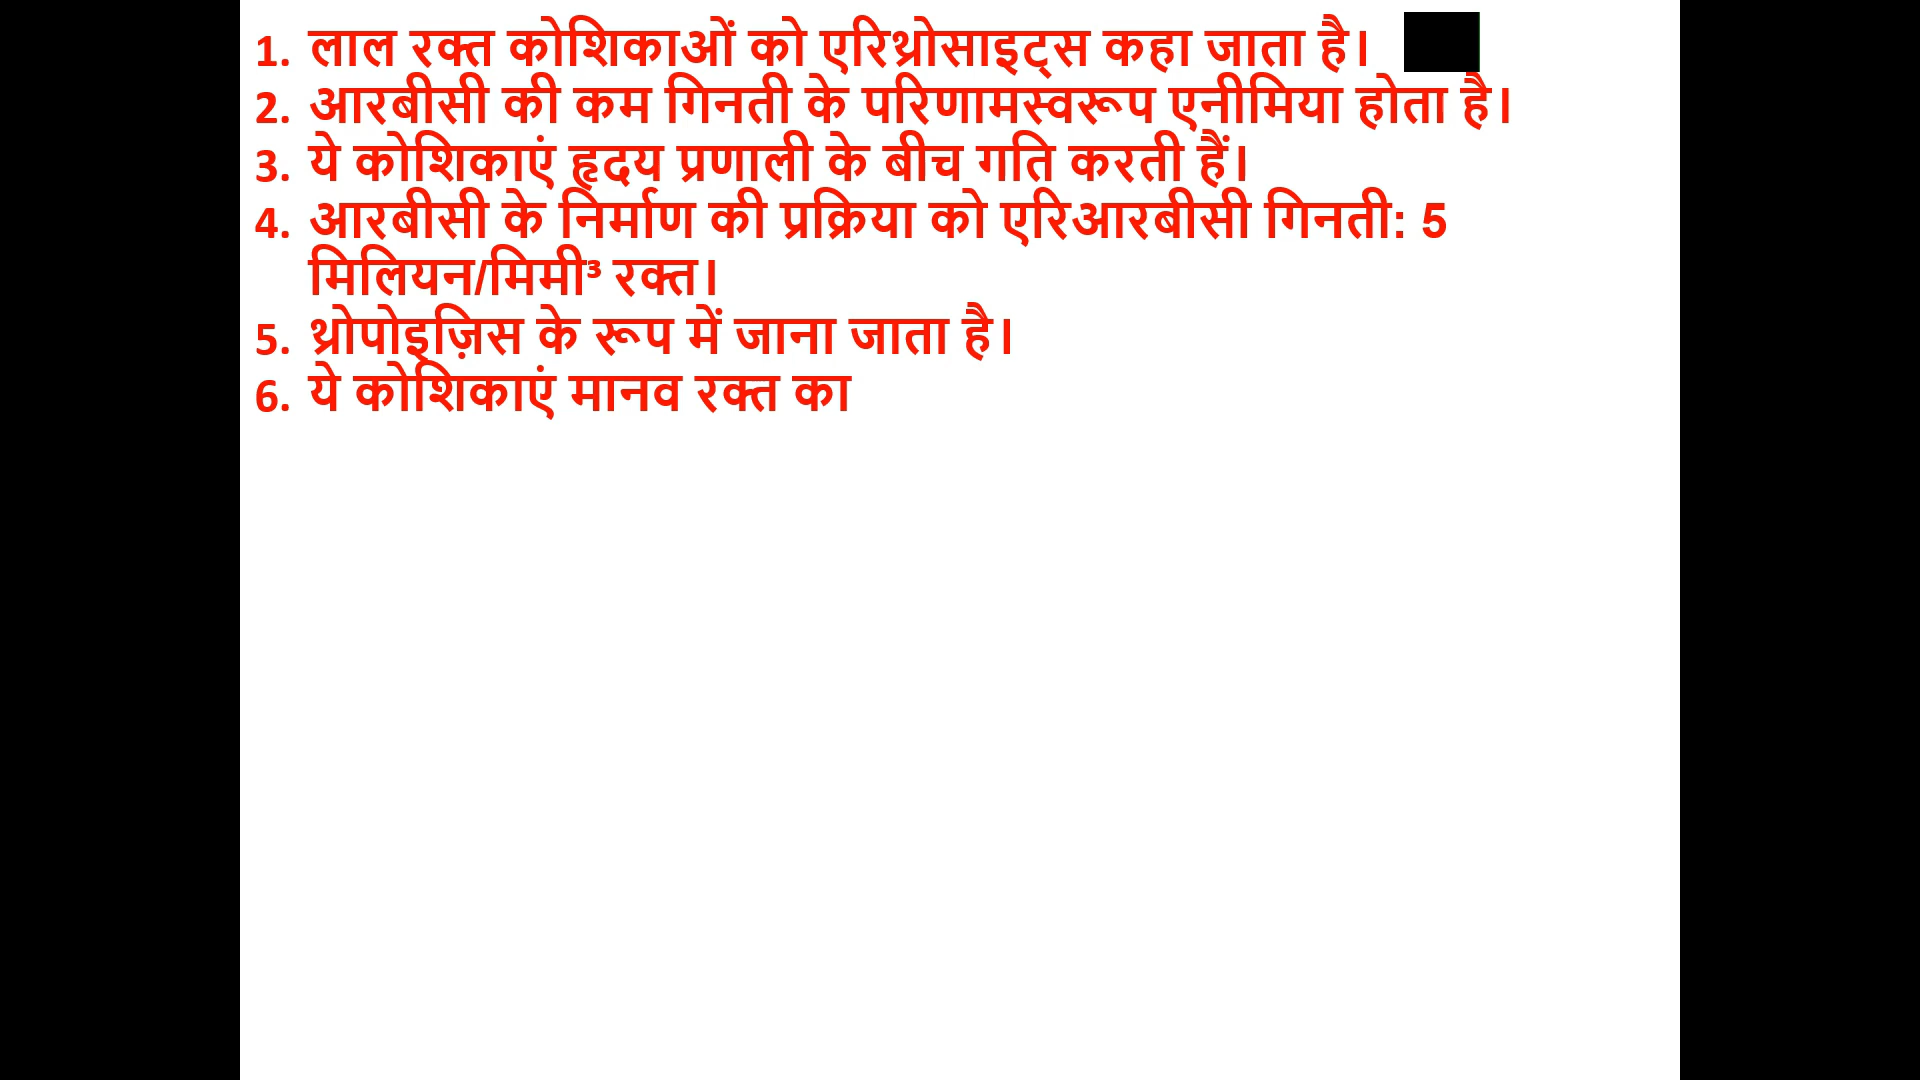 1. लाल रक्त कोशिकाओं को एरिथ्रोसाइट्स कहा जाता है।
2. आरबीसी की कम गिनती के परिणामस्वरूप एनीमिया होता है।
3. ये कोशिकाएं हृदय प्रणाली के बीच गति करती हैं।
4. आरबीसी के निर्माण की प्रक्रिया को एरिआरबीसी गिनती: 5
मिलियन/मिमी³ रक्त।
5. थ्रोपोइज़िस के रूप में जाना जाता है।
6. ये कोशिकाएं मानव रक्त का